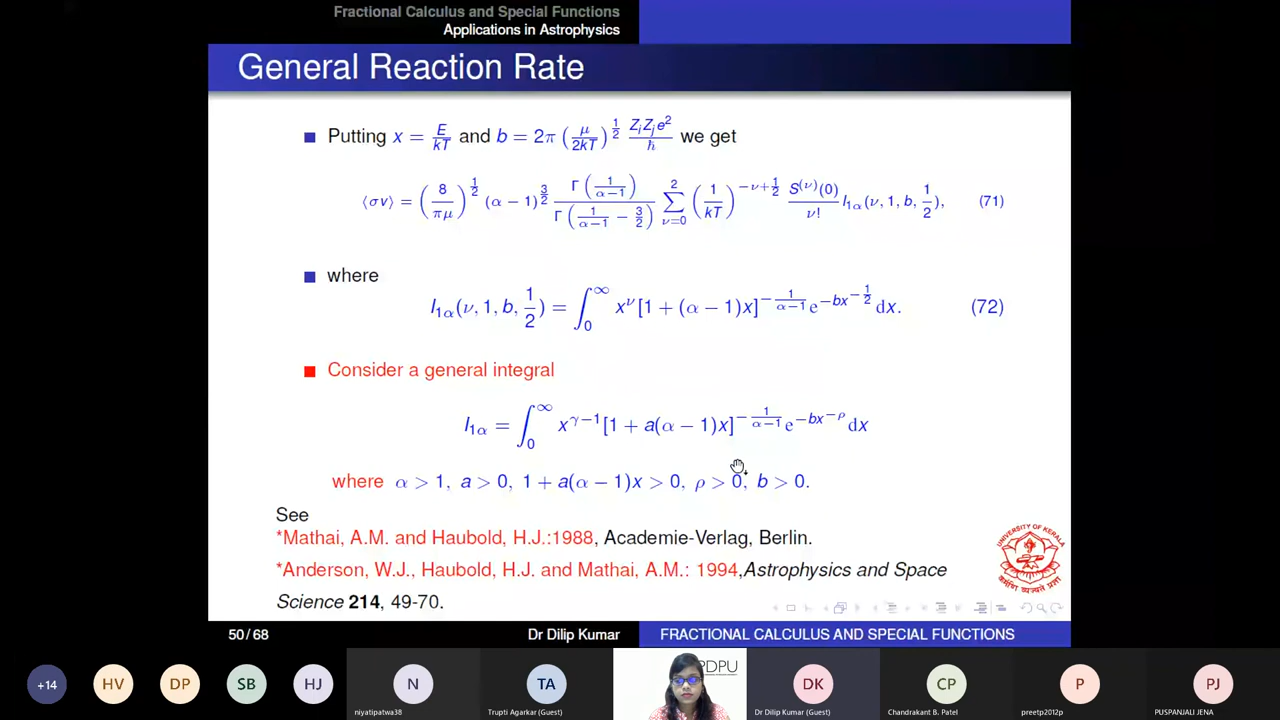 Fractional Calculus and Special Functions
Applications in Astrophysics
General Reaction Rate
Putting x = E/kT and b = 2π (μ/2kT)^{1/2} Z_iZ_je²/ħ we get
⟨σv⟩ = (8/πμ)^{1/2} (α − 1)^{3/2} Γ(1/(α−1)) / Γ(1/(α−1) − 3/2) ∑_{ν=0}^{2} (1/kT)^{−ν+1/2} S^{(ν)}(0)/ν! I_{1α}(ν, 1, b, 1/2), (71)
where
I_{1α}(ν, 1, b, 1/2) = ∫_0^∞ x^ν [1 + (α − 1)x]^{−1/(α−1)} e^{−bx^{−1/2}} dx. (72)
Consider a general integral
I_{1α} = ∫_0^∞ x^{γ−1} [1 + a(α − 1)x]^{−1/(α−1)} e^{−bx^{−ρ}} dx
where α > 1, a > 0, 1 + a(α − 1)x > 0, ρ > 0, b > 0.
See
*Mathai, A.M. and Haubold, H.J.:1988, Academie-Verlag, Berlin.
*Anderson, W.J., Haubold, H.J. and Mathai, A.M.: 1994,Astrophysics and Space
Science 214, 49-70.
UNIVERSITY OF KERALA
50 / 68 Dr Dilip Kumar FRACTIONAL CALCULUS AND SPECIAL FUNCTIONS
+14 HV DP SB HJ N TA PDPU DK CP P PJ
niyatipatwa38 Trupti Agarkar (Guest) Dr Dilip Kumar (Guest) Chandrakant B. Patel preetp2012p PUSPANJALI JENA